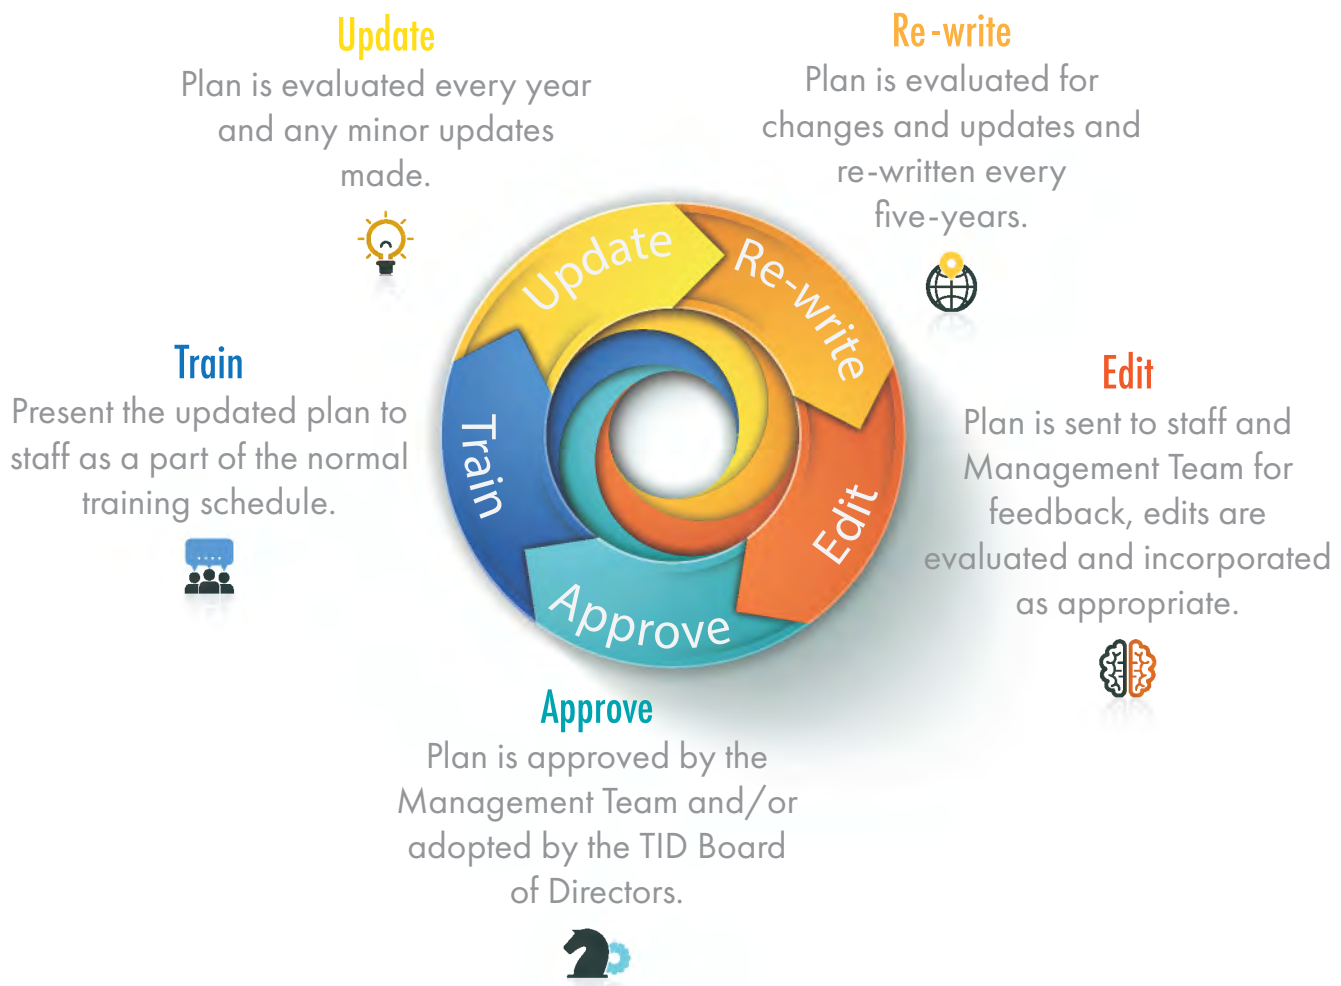 Update
Plan is evaluated every year
and any minor updates
made.
Re-write
Plan is evaluated for
changes and updates and
re-written every
five-years.
Update
Re-write
Edit
Approve
Train
Train
Present the updated plan to
staff as a part of the normal
training schedule.
Edit
Plan is sent to staff and
Management Team for
feedback, edits are
evaluated and incorporated
as appropriate.
Approve
Plan is approved by the
Management Team and/or
adopted by the TID Board
of Directors.